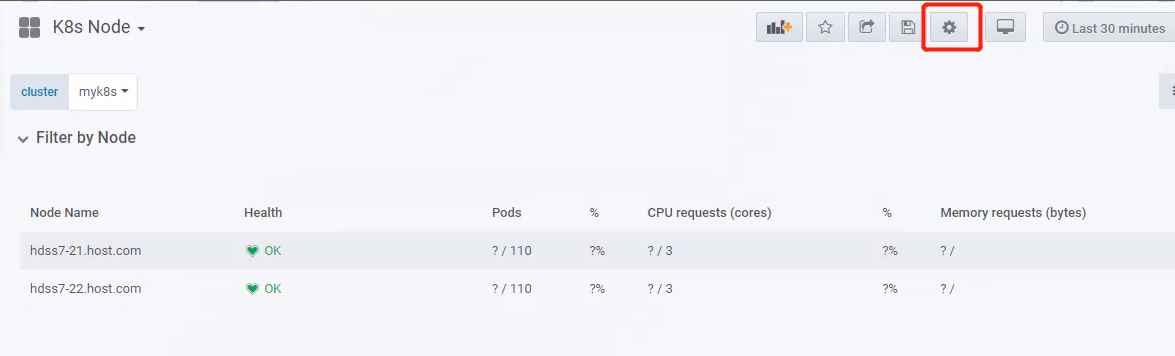 K8s Node
Last 30 minutes
cluster myk8s
Filter by Node
Node Name Health Pods % CPU requests (cores) % Memory requests (bytes)
hdss7-21.host.com OK ? / 110 ?% ? / 3 ?% ? /
hdss7-22.host.com OK ? / 110 ?% ? / 3 ?% ? /